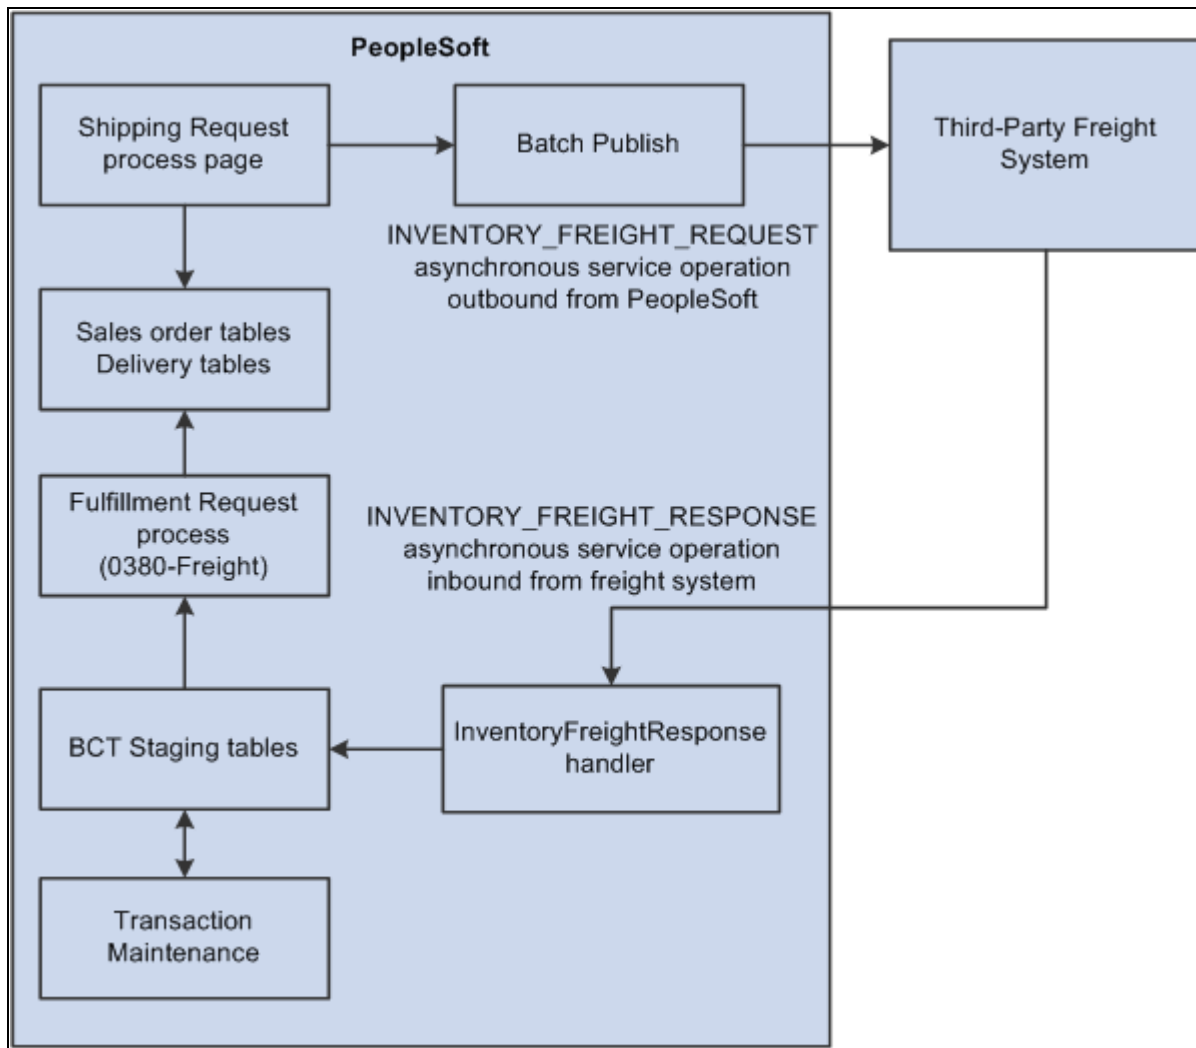 PeopleSoft
Shipping Request
process page
Batch Publish
Third-Party Freight
System
INVENTORY_FREIGHT_REQUEST
asynchronous service operation
outbound from PeopleSoft
Sales order tables
Delivery tables
Fulfillment Request
process
(0380-Freight)
INVENTORY_FREIGHT_RESPONSE
asynchronous service operation
inbound from freight system
BCT Staging tables
InventoryFreightResponse
handler
Transaction
Maintenance